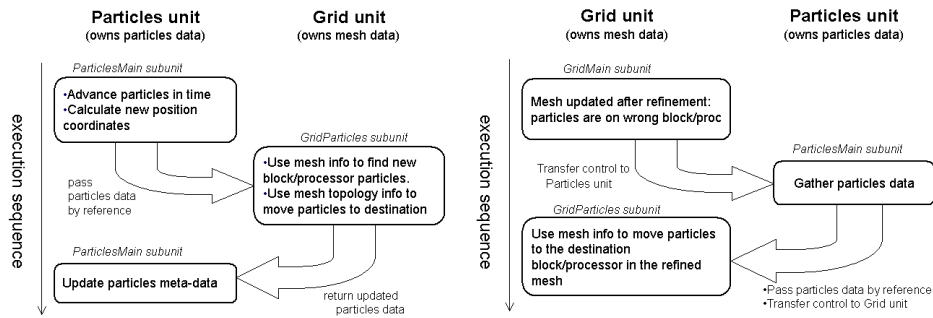 Particles unit
(owns particles data)
Grid unit
(owns mesh data)
execution sequence
ParticlesMain subunit
•Advance particles in time
•Calculate new position
coordinates
GridParticles subunit
•Use mesh info to find new
block/processor particles.
•Use mesh topology info to
move particles to destination
pass
particles data
by reference
ParticlesMain subunit
Update particles meta-data
return updated
particles data
Grid unit
(owns mesh data)
Particles unit
(owns particles data)
execution sequence
GridMain subunit
Mesh updated after refinement:
particles are on wrong block/proc
ParticlesMain subunit
Transfer control to
Particles unit
Gather particles data
GridParticles subunit
Use mesh info to move particles
to the destination
block/processor in the refined
mesh
•Pass particles data by reference
•Transfer control to Grid unit